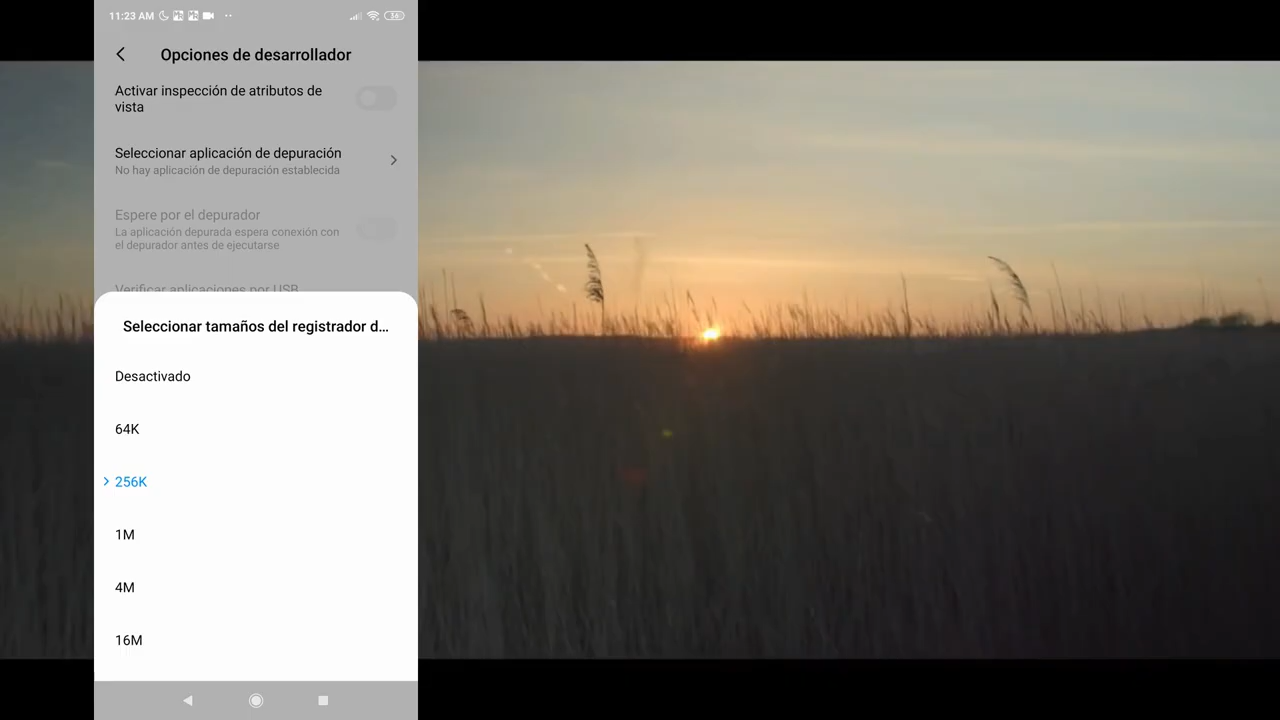 11:23 AM
36
Opciones de desarrollador
Activar inspección de atributos de
vista
Seleccionar aplicación de depuración
No hay aplicación de depuración establecida
Espere por el depurador
La aplicación depurada espera conexión con
el depurador antes de ejecutarse
Verificar aplicaciones por USB
Seleccionar tamaños del registrador d...
Desactivado
64K
256K
1M
4M
16M